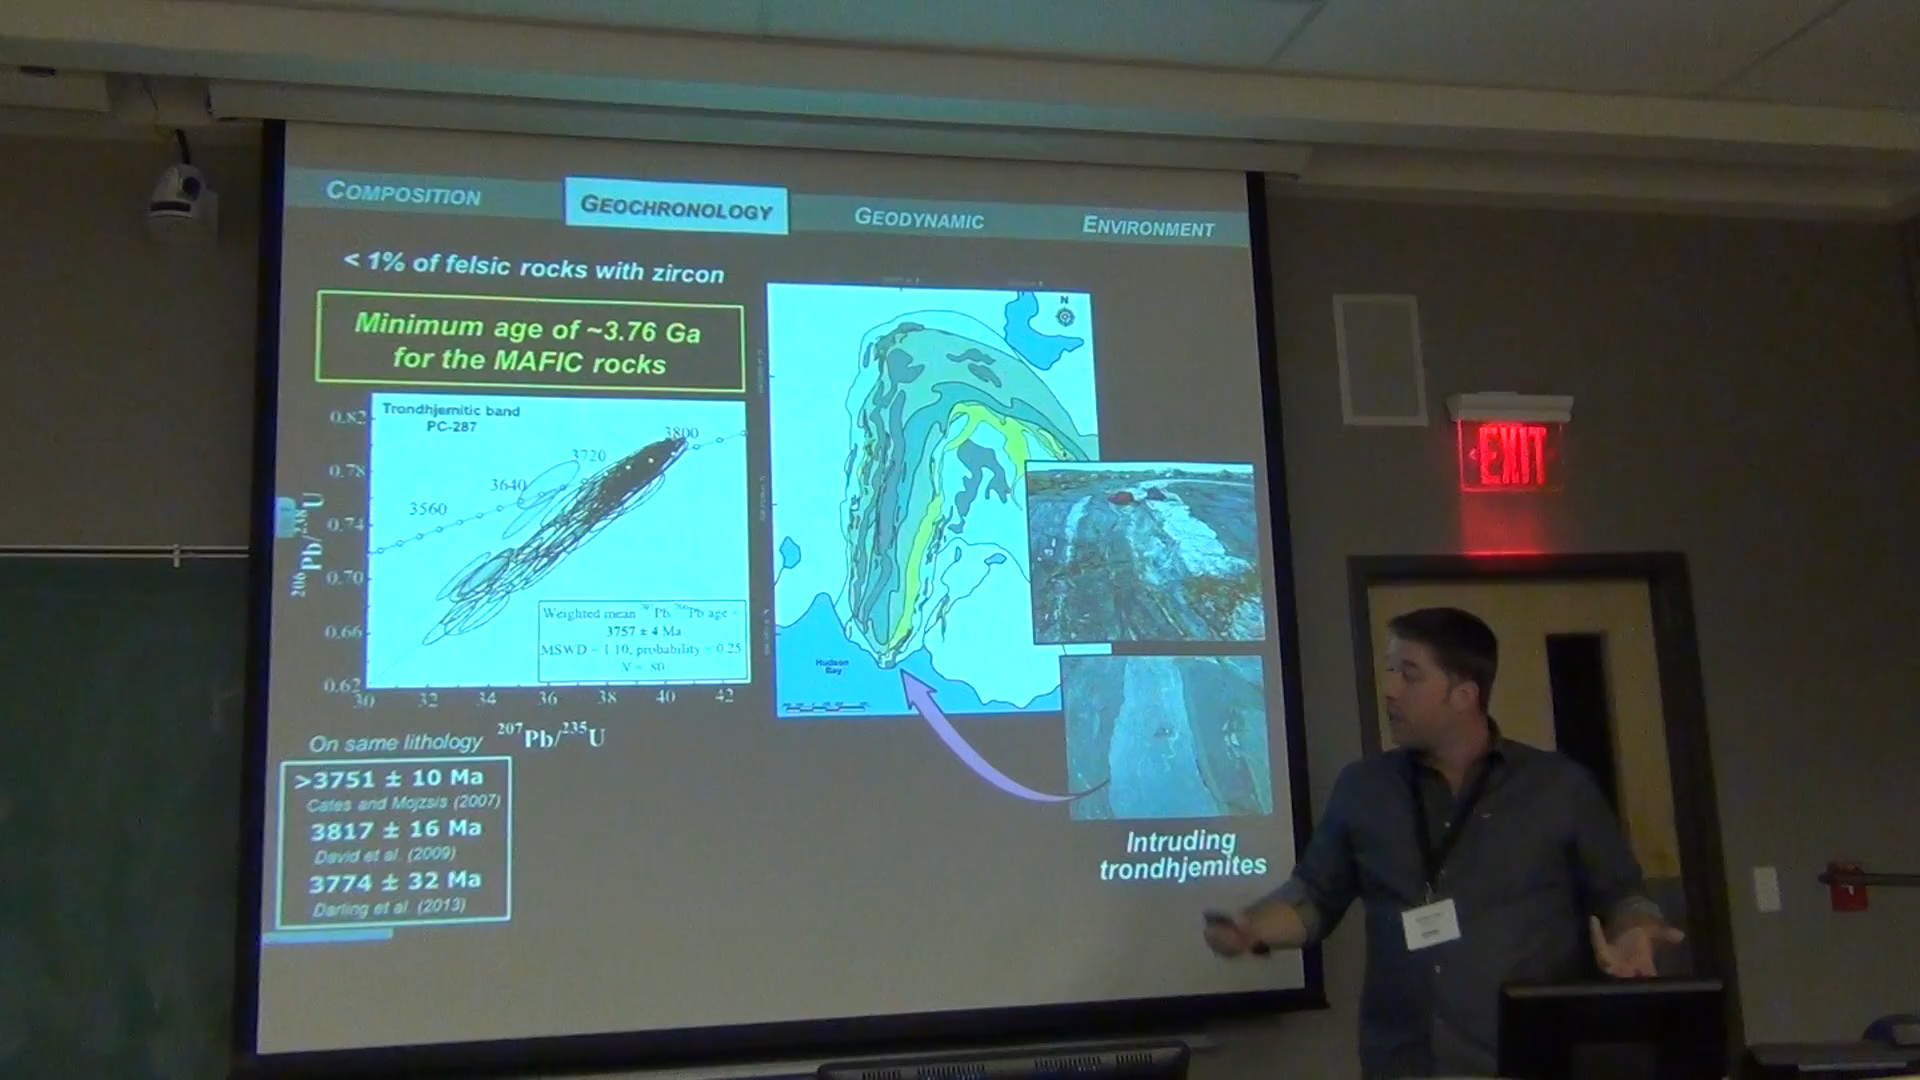 COMPOSITION
GEOCHRONOLOGY
GEODYNAMIC
ENVIRONMENT
< 1% of felsic rocks with zircon
Minimum age of ~3.76 Ga
for the MAFIC rocks
Trondhjemitic band
PC-287
0.82
0.78
0.74
0.70
0.66
0.62
3560
3640
3720
3800
206Pb/238U
Weighted mean 207Pb/206Pb age =
3757 ± 4 Ma
MSWD = 1.10, probability = 0.25
N = 80
30 32 34 36 38 40 42
207Pb/235U
On same lithology
>3751 ± 10 Ma
Cates and Mojzsis (2007)
3817 ± 16 Ma
David et al. (2009)
3774 ± 32 Ma
Darling et al. (2013)
N
Hudson
Bay
Intruding
trondhjemites
EXIT